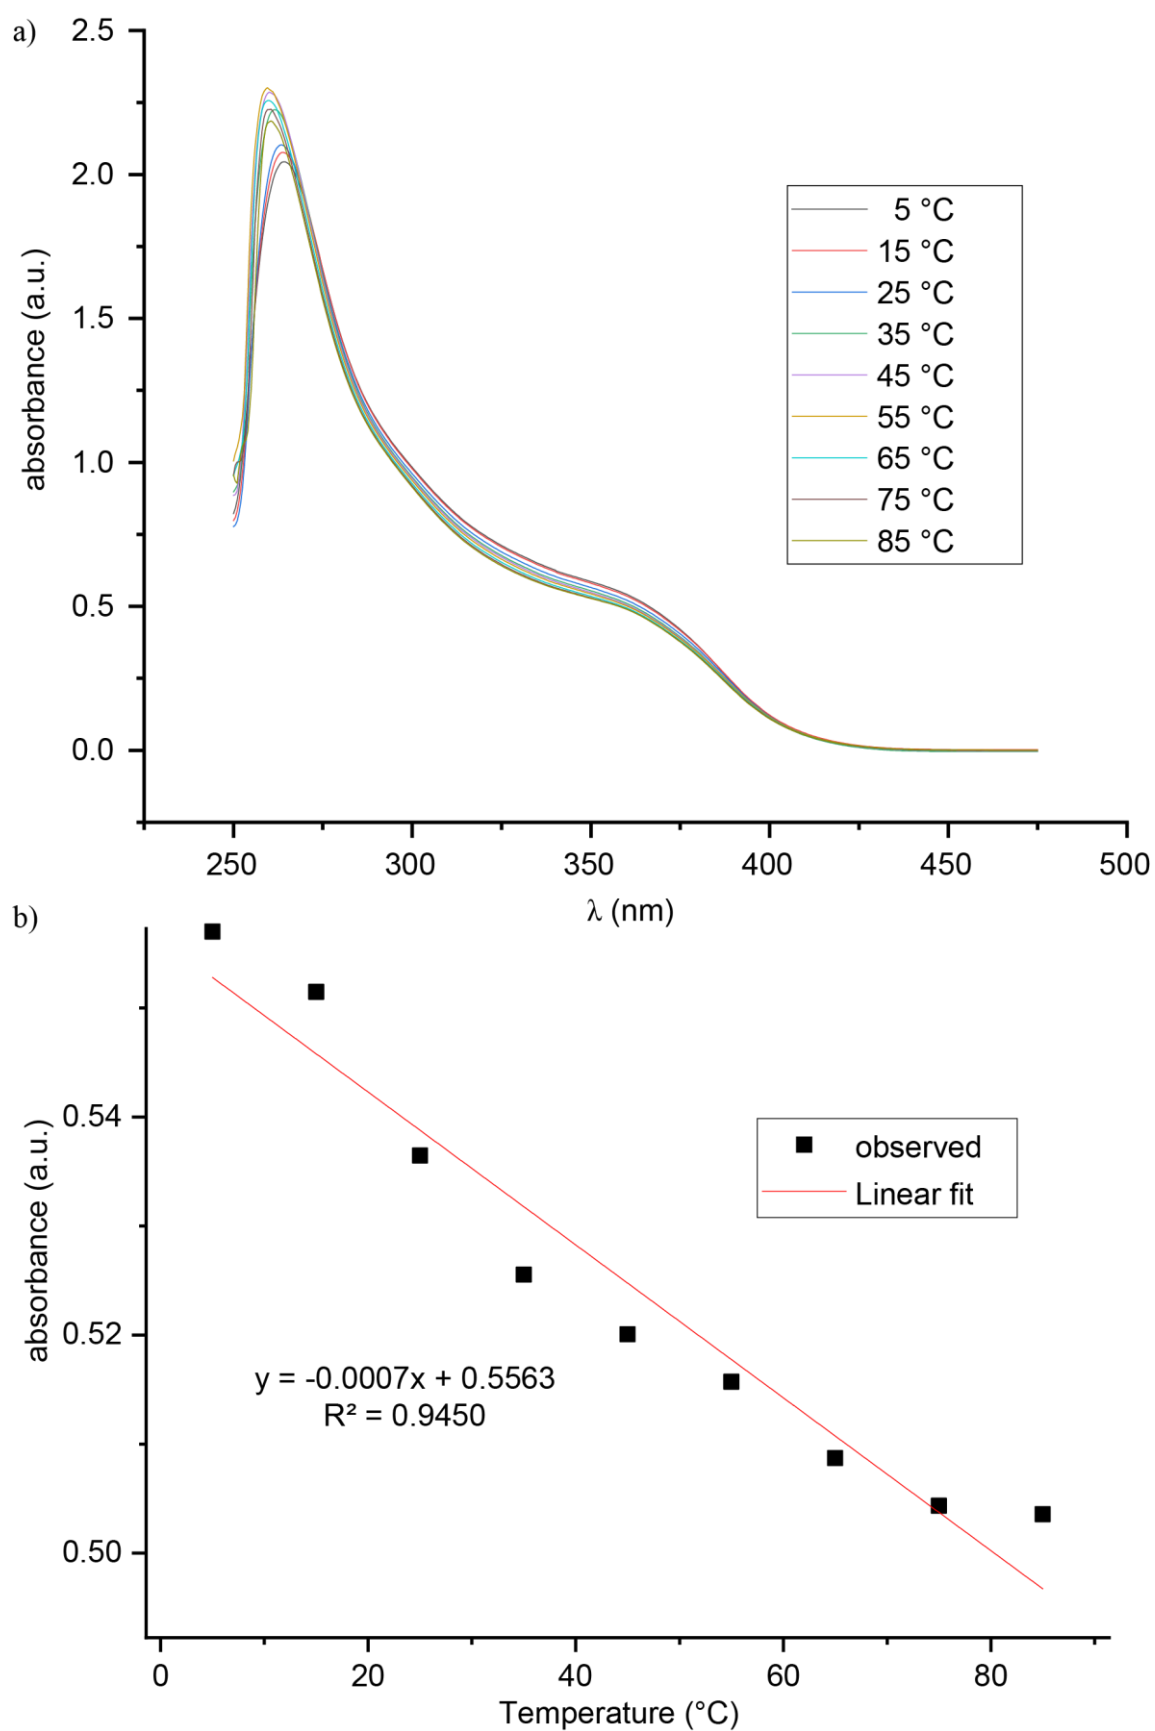 a)
2.5
2.0
1.5
1.0
0.5
0.0
absorbance (a.u.)
5 °C
15 °C
25 °C
35 °C
45 °C
55 °C
65 °C
75 °C
85 °C
250 300 350 400 450 500
λ (nm)
b)
0.54
0.52
0.50
absorbance (a.u.)
observed
Linear fit
y = -0.0007x + 0.5563
R² = 0.9450
0 20 40 60 80
Temperature (°C)